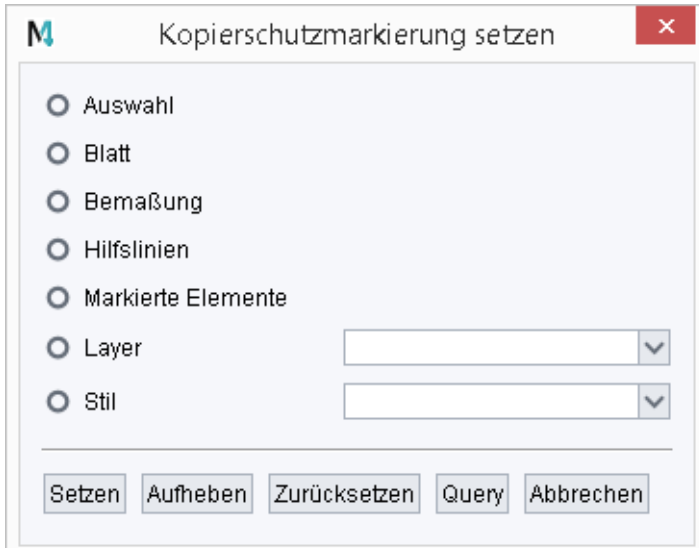 Kopierschutzmarkierung setzen
Auswahl
Blatt
Bemaßung
Hilfslinien
Markierte Elemente
Layer
Stil
Setzen Aufheben Zurücksetzen Query Abbrechen